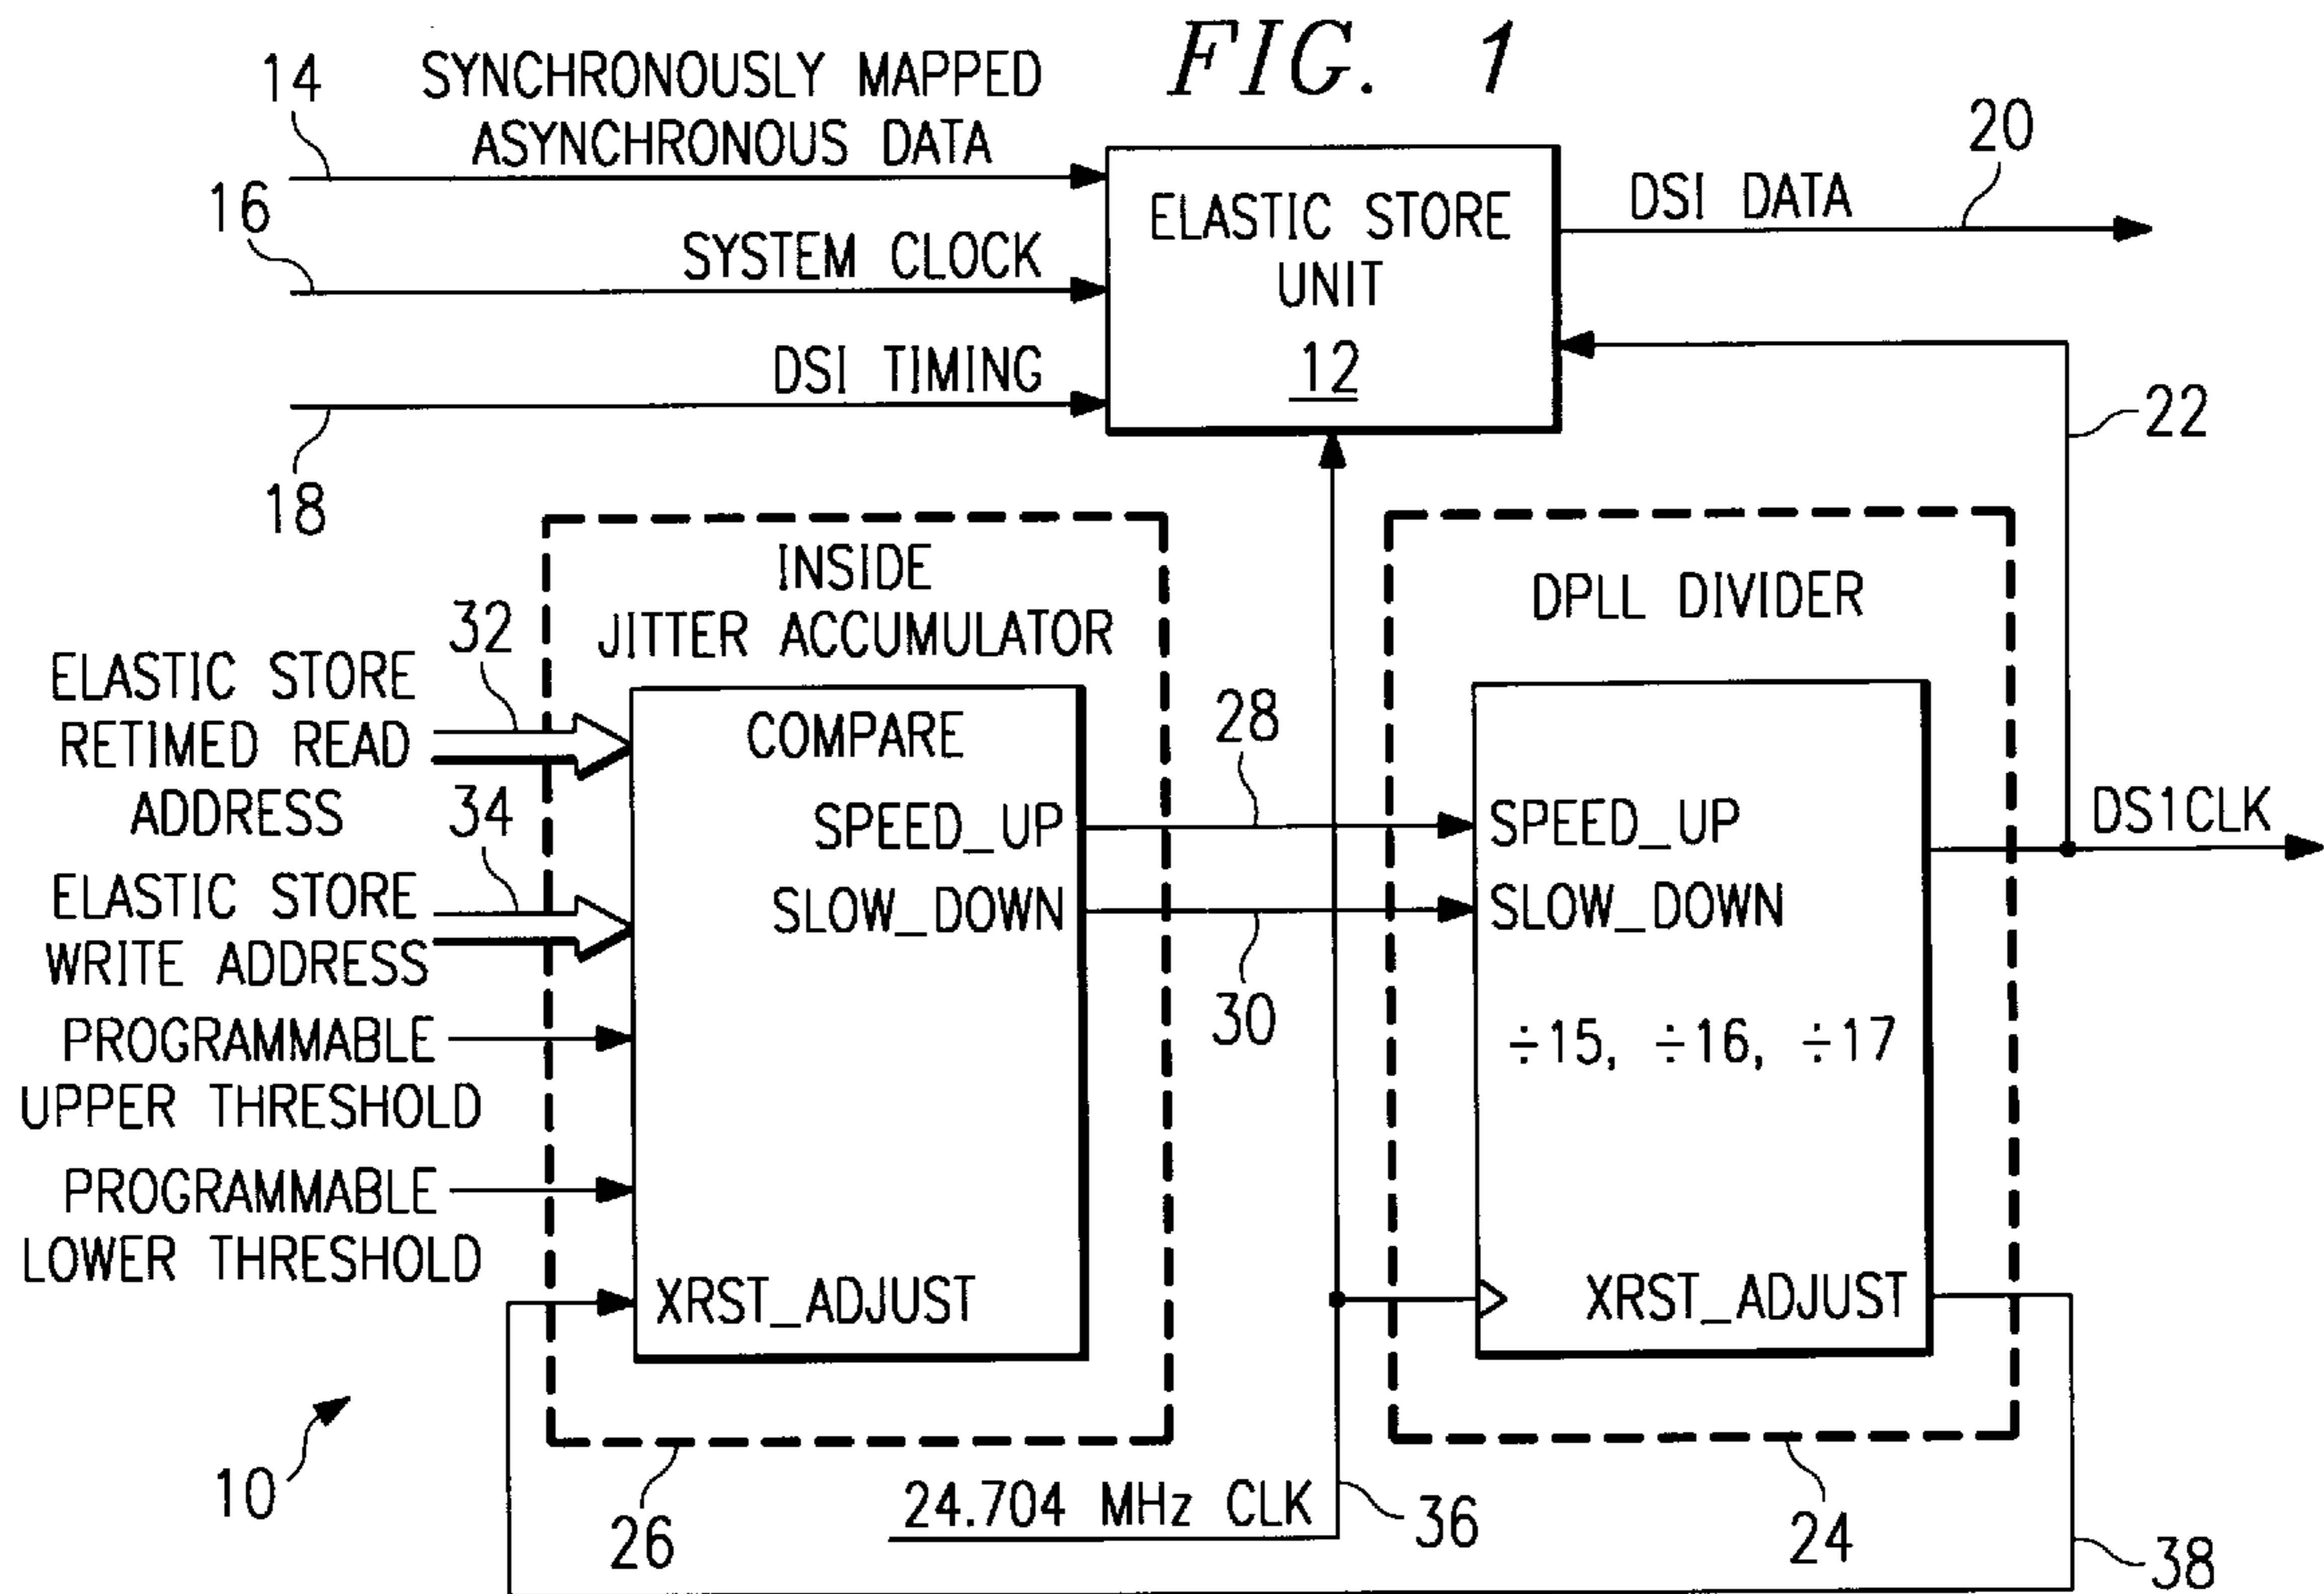 FIG. 1
14
SYNCHRONOUSLY MAPPED
ASYNCHRONOUS DATA
16
SYSTEM CLOCK
DSI TIMING
18
ELASTIC STORE
UNIT
12
DSI DATA
20
22
INSIDE
JITTER ACCUMULATOR
DPLL DIVIDER
32
ELASTIC STORE
RETIMED READ
ADDRESS
34
ELASTIC STORE
WRITE ADDRESS
PROGRAMMABLE
UPPER THRESHOLD
PROGRAMMABLE
LOWER THRESHOLD
COMPARE
SPEED_UP
SLOW_DOWN
XRST_ADJUST
28
30
SPEED_UP
SLOW_DOWN
÷15, ÷16, ÷17
XRST_ADJUST
DS1CLK
10
26
24.704 MHz CLK
36
24
38